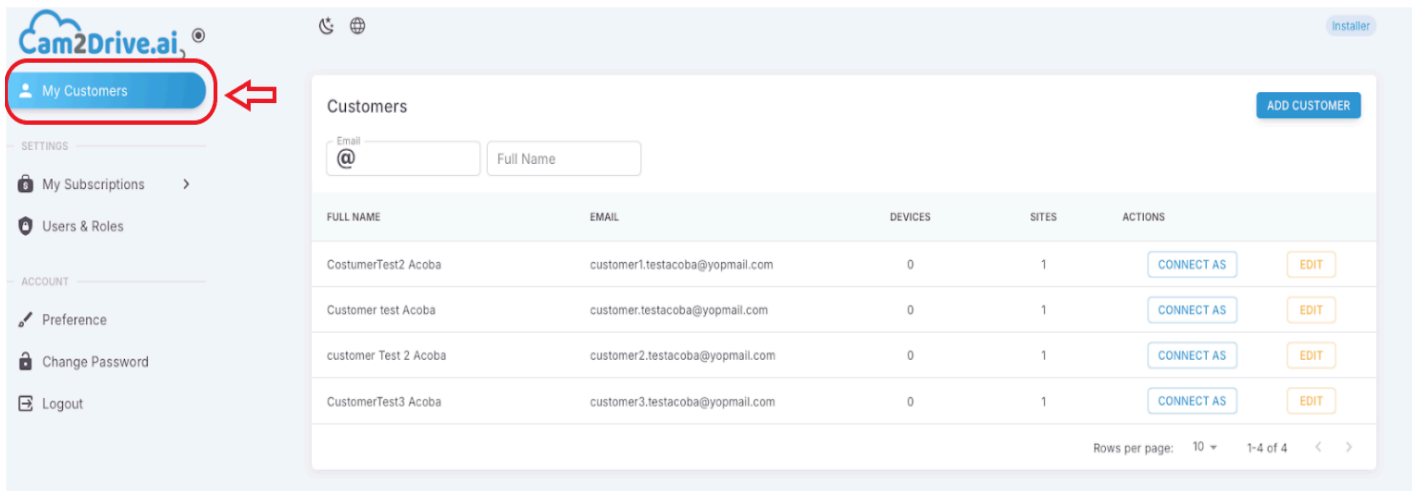 Cam2Drive.ai
Installer
My Customers
SETTINGS
My Subscriptions
Users & Roles
ACCOUNT
Preference
Change Password
Logout
Customers
ADD CUSTOMER
Email
@
Full Name
FULL NAME EMAIL DEVICES SITES ACTIONS
CostumerTest2 Acoba customer1.testacoba@yopmail.com 0 1 CONNECT AS EDIT
Customer test Acoba customer.testacoba@yopmail.com 0 1 CONNECT AS EDIT
customer Test 2 Acoba customer2.testacoba@yopmail.com 0 1 CONNECT AS EDIT
CustomerTest3 Acoba customer3.testacoba@yopmail.com 0 1 CONNECT AS EDIT
Rows per page: 10 1-4 of 4